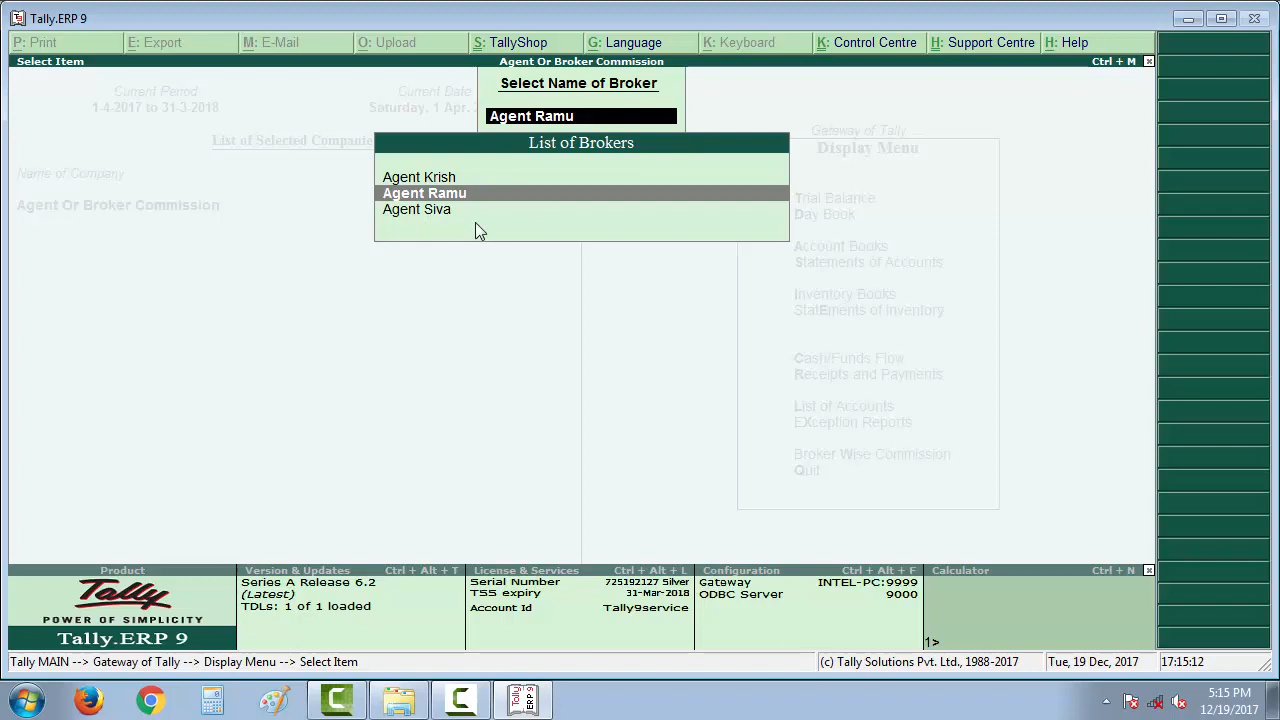 Tally.ERP 9
P: Print
E: Export
M: E-Mail
O: Upload
S: TallyShop
G: Language
K: Keyboard
K: Control Centre
H: Support Centre
H: Help
Select Item
Agent Or Broker Commission
Ctrl + M
Current Period
1-4-2017 to 31-3-2018
Current Date
Saturday, 1 Apr,
List of Selected Companie
Name of Company
Agent Or Broker Commission
Select Name of Broker
Agent Ramu
List of Brokers
Agent Krish
Agent Ramu
Agent Siva
Gateway of Tally
Display Menu
Trial Balance
Day Book
Account Books
Statements of Accounts
Inventory Books
StatEments of Inventory
Cash/Funds Flow
Receipts and Payments
List of Accounts
EXception Reports
Broker Wise Commission
Quit
Product
Tally
POWER OF SIMPLICITY
Tally.ERP 9
Version & Updates Ctrl + Alt + T
Series A Release 6.2
(Latest)
TDLs: 1 of 1 loaded
License & Services Ctrl + Alt + L
Serial Number 725192127 Silver
TSS expiry 31-Mar-2018
Account Id Tally9service
Configuration Ctrl + Alt + F
Gateway INTEL-PC:9999
ODBC Server 9000
Calculator Ctrl + N
1>
Tally MAIN --> Gateway of Tally --> Display Menu --> Select Item
(c) Tally Solutions Pvt. Ltd., 1988-2017
Tue, 19 Dec, 2017
17:15:12
5:15 PM
12/19/2017